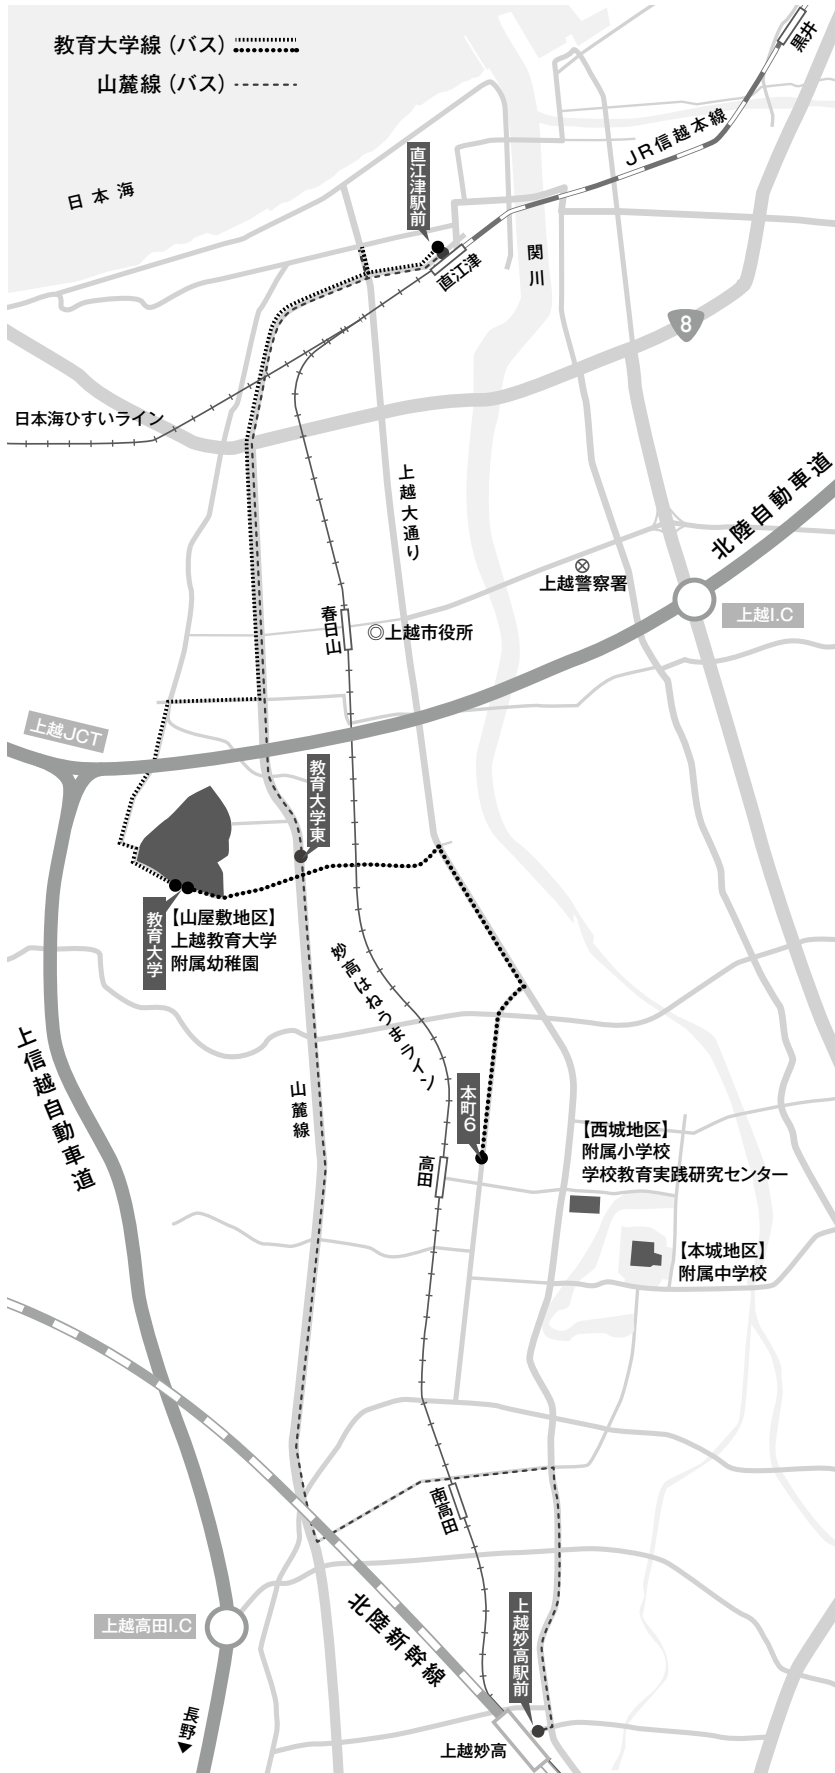 教育大学線（バス）
山麓線（バス）
黒井
JR信越本線
日本海
直江津駅前
直江津
関川
8
日本海ひすいライン
上越大通り
北陸自動車道
上越警察署
上越I.C
春日山
◎上越市役所
上越JCT
教育大学東
教育大学
【山屋敷地区】
上越教育大学
附属幼稚園
妙高はねうまライン
上信越自動車道
山麓線
本町6
高田
【西城地区】
附属小学校
学校教育実践研究センター
【本城地区】
附属中学校
南高田
上越高田I.C
北陸新幹線
上越妙高駅前
長野
上越妙高